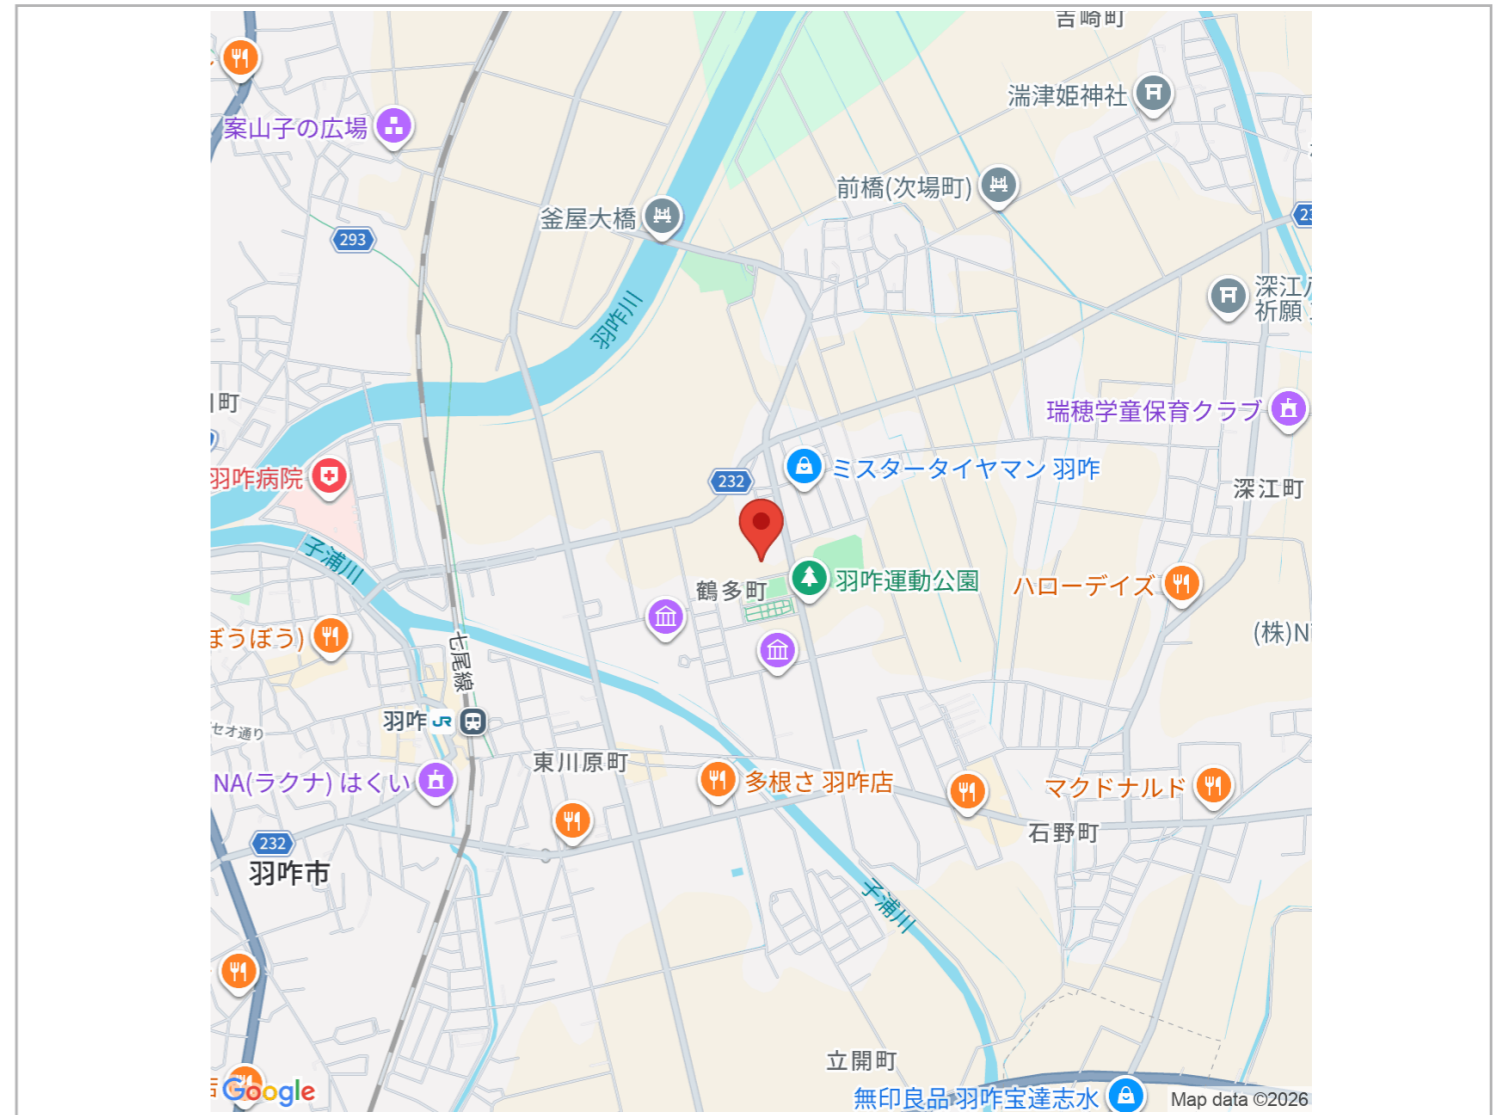 吉崎町
湍津姫神社
案山子の広場
前橋(次場町)
釜屋大橋
293
深江
祈願
羽咋川
町
瑞穂学童保育クラブ
ミスタータイヤマン 羽咋
羽咋病院
232
深江町
子浦川
鶴多町
羽咋運動公園
ハローデイズ
ぼうぼう)
(株)Ni
七尾線
羽咋 JR
セオ通り
東川原町
NA(ラクナ) はくい
多根さ 羽咋店
マクドナルド
石野町
232
羽咋市
子浦川
立開町
無印良品 羽咋宝達志水
Google
Map data ©2026